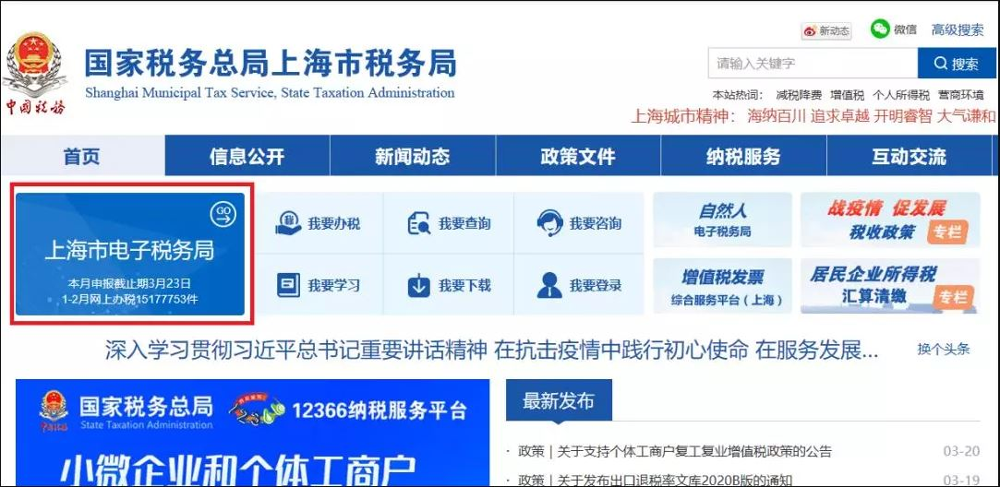 新动态
微信
高级搜索
中国税务
国家税务总局上海市税务局
Shanghai Municipal Tax Service, State Taxation Administration
请输入关键字
搜索
本站热词： 减税降费 增值税 个人所得税 营商环境
上海城市精神：海纳百川 追求卓越 开明睿智 大气谦和
首页
信息公开
新闻动态
政策文件
纳税服务
互动交流
GO
上海市电子税务局
本月申报截止期3月23日
1-2月网上办税15177753件
税
我要办税
我要查询
我要咨询
我要学习
我要下载
我要登录
自然人
电子税务局
战疫情 促发展
税收政策 专栏
增值税发票
综合服务平台（上海）
居民企业所得税
汇算清缴 专栏
深入学习贯彻习近平总书记重要讲话精神 在抗击疫情中践行初心使命 在服务发展...
换个头条
国家税务总局
State Taxation Administration
12366纳税服务平台
小微企业和个体工商户
最新发布
· 政策 | 关于支持个体工商户复工复业增值税政策的公告 03-20
· 政策 | 关于发布出口退税率文库2020B版的通知 03-19